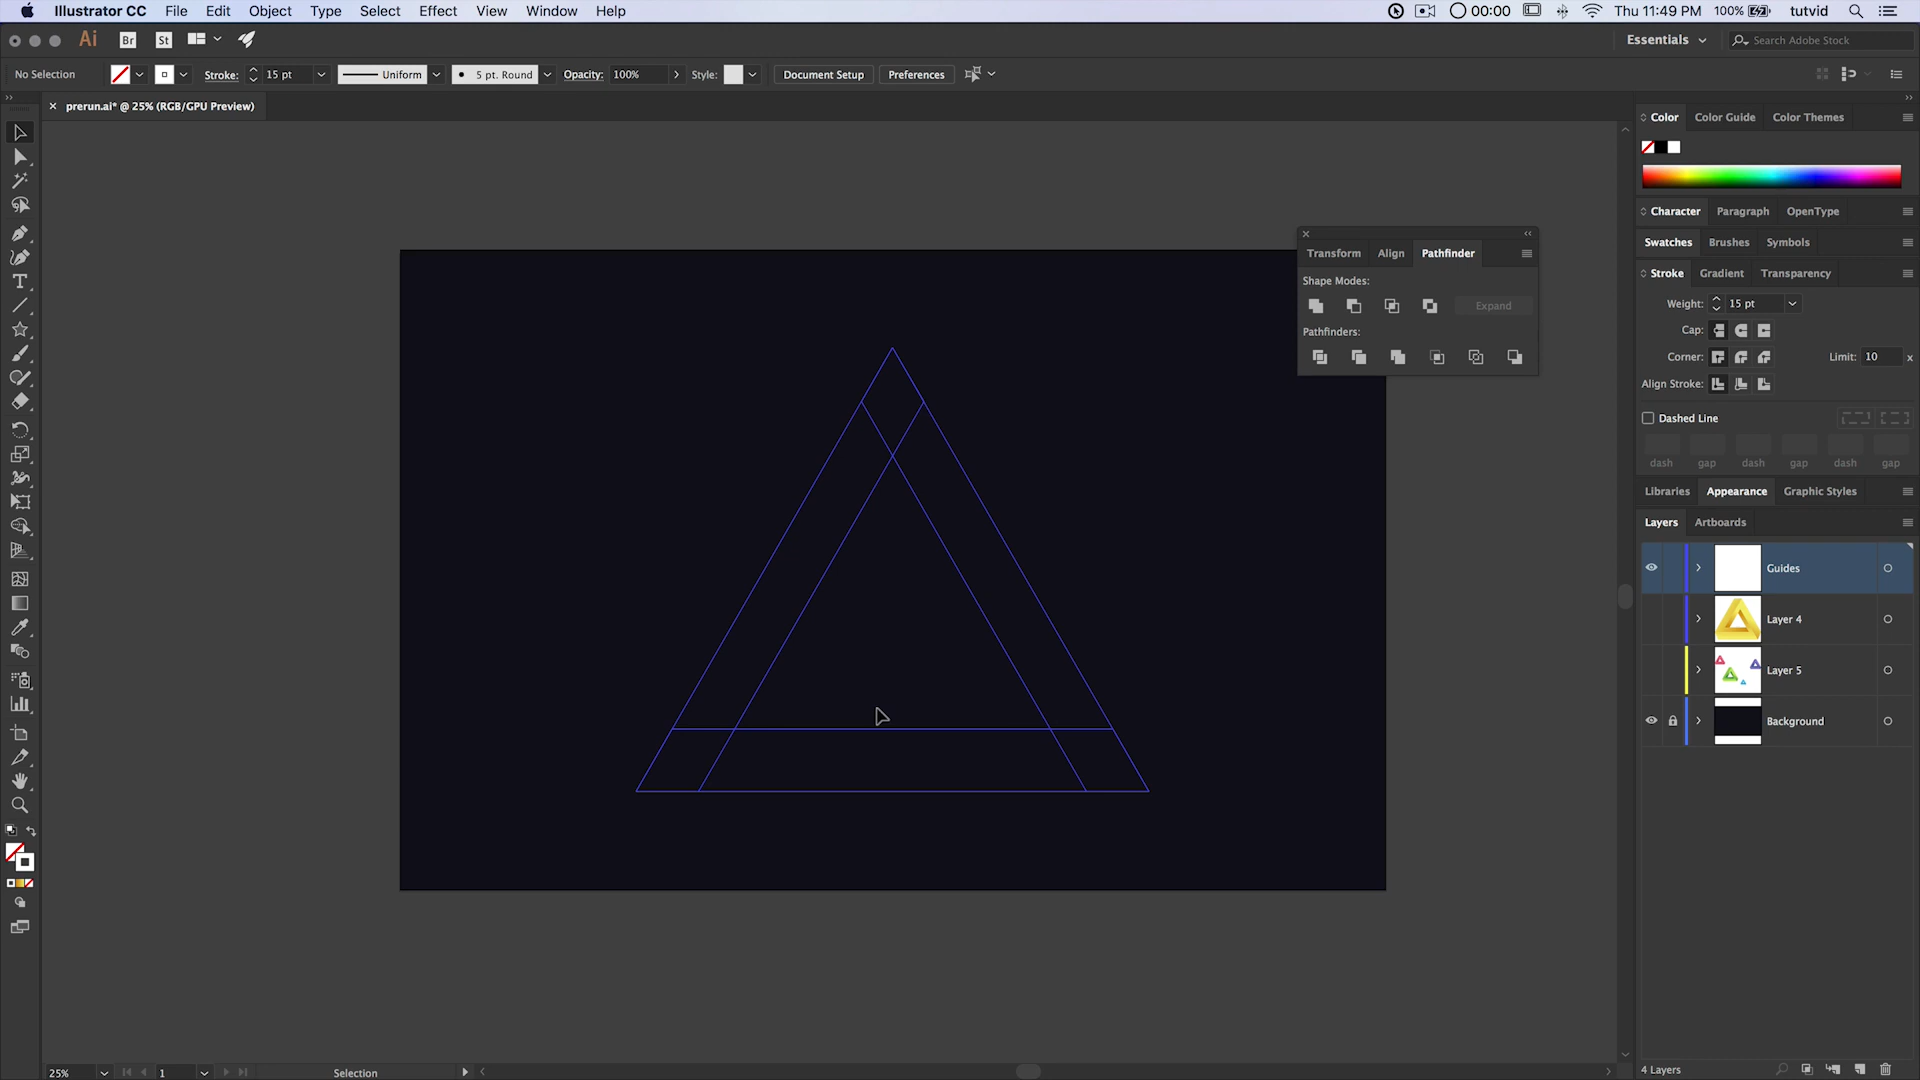 Illustrator CC File Edit Object Type Select Effect View Window Help 00:00 Thu 11:49 PM 100% tutvid
Ai Br St Essentials Search Adobe Stock
No Selection Stroke: 15 pt Uniform 5 pt. Round Opacity: 100% Style: Document Setup Preferences
prerun.ai* @ 25% (RGB/GPU Preview)
Color Color Guide Color Themes
Character Paragraph OpenType
Swatches Brushes Symbols
Transform Align Pathfinder
Shape Modes:
Expand
Pathfinders:
Stroke Gradient Transparency
Weight: 15 pt
Cap:
Corner: Limit: 10 x
Align Stroke:
Dashed Line
dash gap dash gap dash gap
Libraries Appearance Graphic Styles
Layers Artboards
Guides
Layer 4
Layer 5
Background
4 Layers
25% 1 Selection